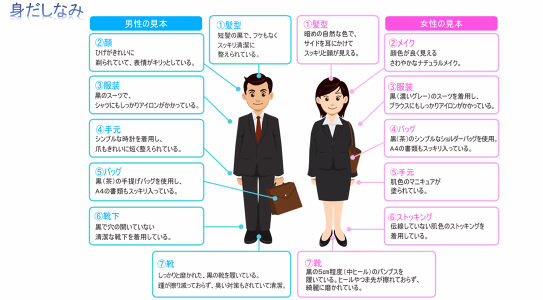 身だしなみ
男性の見本
①髪型
短髪の黒で、フケもなく
スッキリ清潔に
整えられている。
②顔
ひげがきれいに
剃られていて、表情がキリッとしている。
③服装
黒のスーツで、
シャツにもしっかりアイロンがかかっている。
④手元
シンプルな時計を着用し、
爪もきれいに短く整えられている。
⑤バッグ
黒(茶)の手提げバッグを使用し、
A4の書類もスッキリ入っている。
⑥靴下
黒で穴の開いていない
清潔な靴下を着用している。
⑦靴
しっかりと磨かれた、黒の靴を履いている。
踵が擦り減っておらず、臭い対策もされていて清潔。
女性の見本
①髪型
暗めの自然な色で、
サイドを耳にかけて
スッキリと顔が見える。
②メイク
顔色が良く見える
さわやかなナチュラルメイク。
③服装
黒(濃いグレー)のスーツを着用し、
ブラウスにもしっかりアイロンがかかっている。
④バッグ
黒(茶)のシンプルなショルダーバッグを使用。
A4の書類もスッキリ入っている。
⑤手元
肌色のマニキュアが
塗られている。
⑥ストッキング
伝線していない肌色のストッキングを
着用している。
⑦靴
黒の5cm程度(中ヒール)のパンプスを
履いている。ヒールやつま先が擦れておらず、
綺麗に磨かれている。